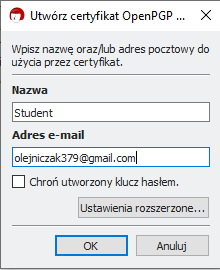 Utwórz certyfikat OpenPGP ...
Wpisz nazwę oraz/lub adres pocztowy do
użycia przez certyfikat.
Nazwa
Student
Adres e-mail
olejniczak379@gmail.com
Chroń utworzony klucz hasłem.
Ustawienia rozszerzone...
OK
Anuluj